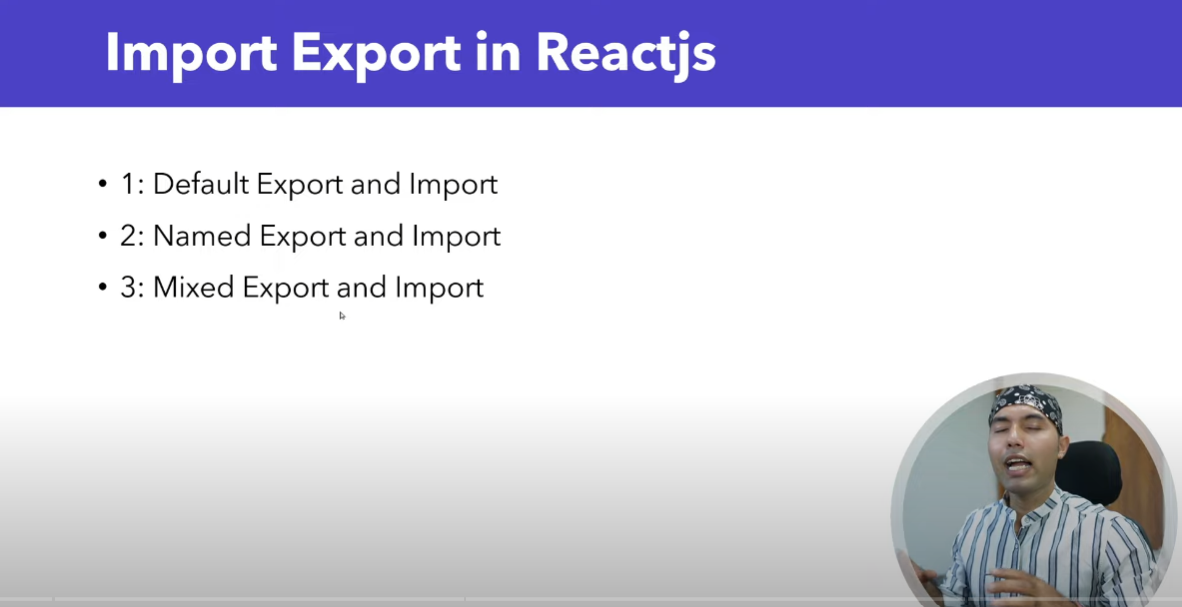 Import Export in Reactjs
• 1: Default Export and Import
• 2: Named Export and Import
• 3: Mixed Export and Import